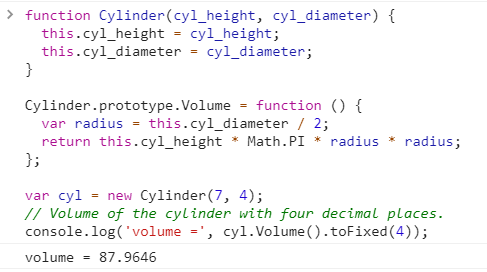 function Cylinder(cyl_height, cyl_diameter) {
  this.cyl_height = cyl_height;
  this.cyl_diameter = cyl_diameter;
}

Cylinder.prototype.Volume = function () {
  var radius = this.cyl_diameter / 2;
  return this.cyl_height * Math.PI * radius * radius;
};

var cyl = new Cylinder(7, 4);
// Volume of the cylinder with four decimal places.
console.log('volume =', cyl.Volume().toFixed(4));
volume = 87.9646